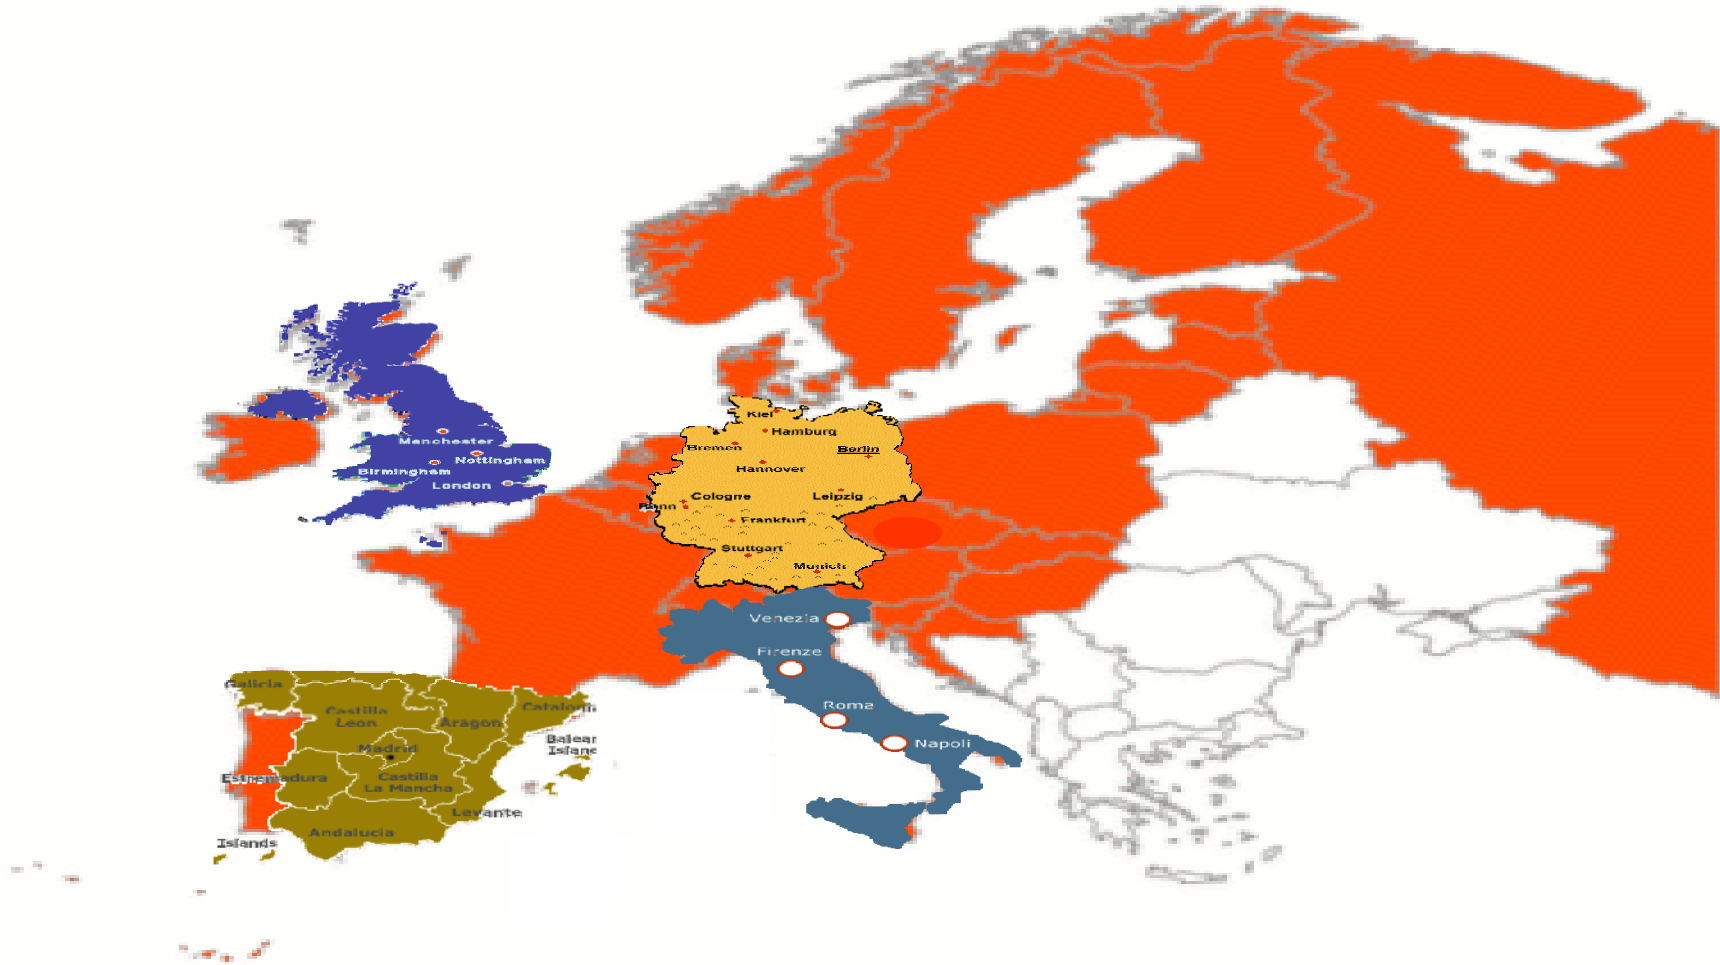 Kiel
Hamburg
Bremen
Berlin
Hannover
Manchester
Nottingham
Birmingham
London
Cologne
Leipzig
Bonn
Frankfurt
Stuttgart
Munich
Venezia
Firenze
Roma
Napoli
Galicia
Castilla
Leon
Aragon
Madrid
Balear
Estremadura
Castilla
La Mancha
Levante
Andalucia
Islands